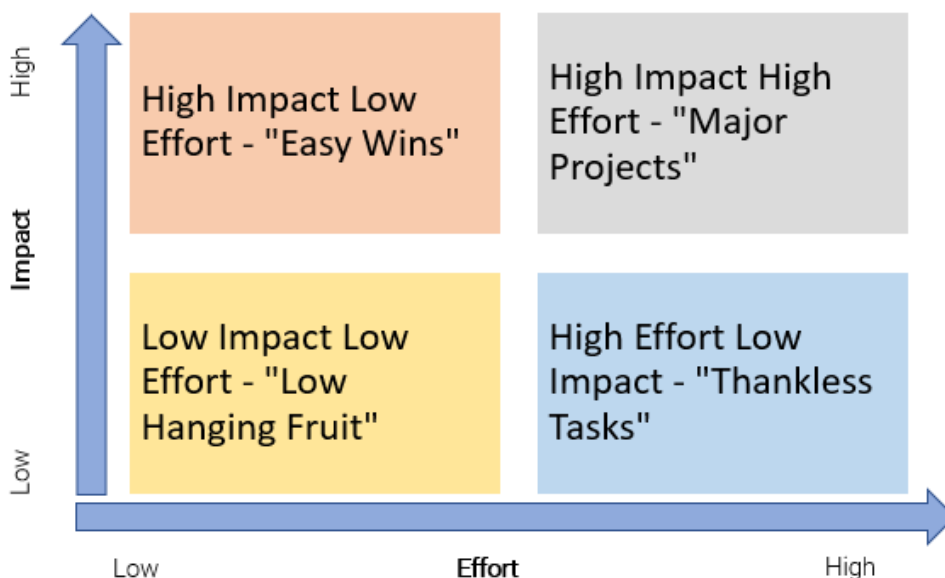 High
High Impact Low
Effort - "Easy Wins"
High Impact High
Effort - "Major
Projects"
Impact
Low Impact Low
Effort - "Low
Hanging Fruit"
High Effort Low
Impact - "Thankless
Tasks"
Low
Low
Effort
High